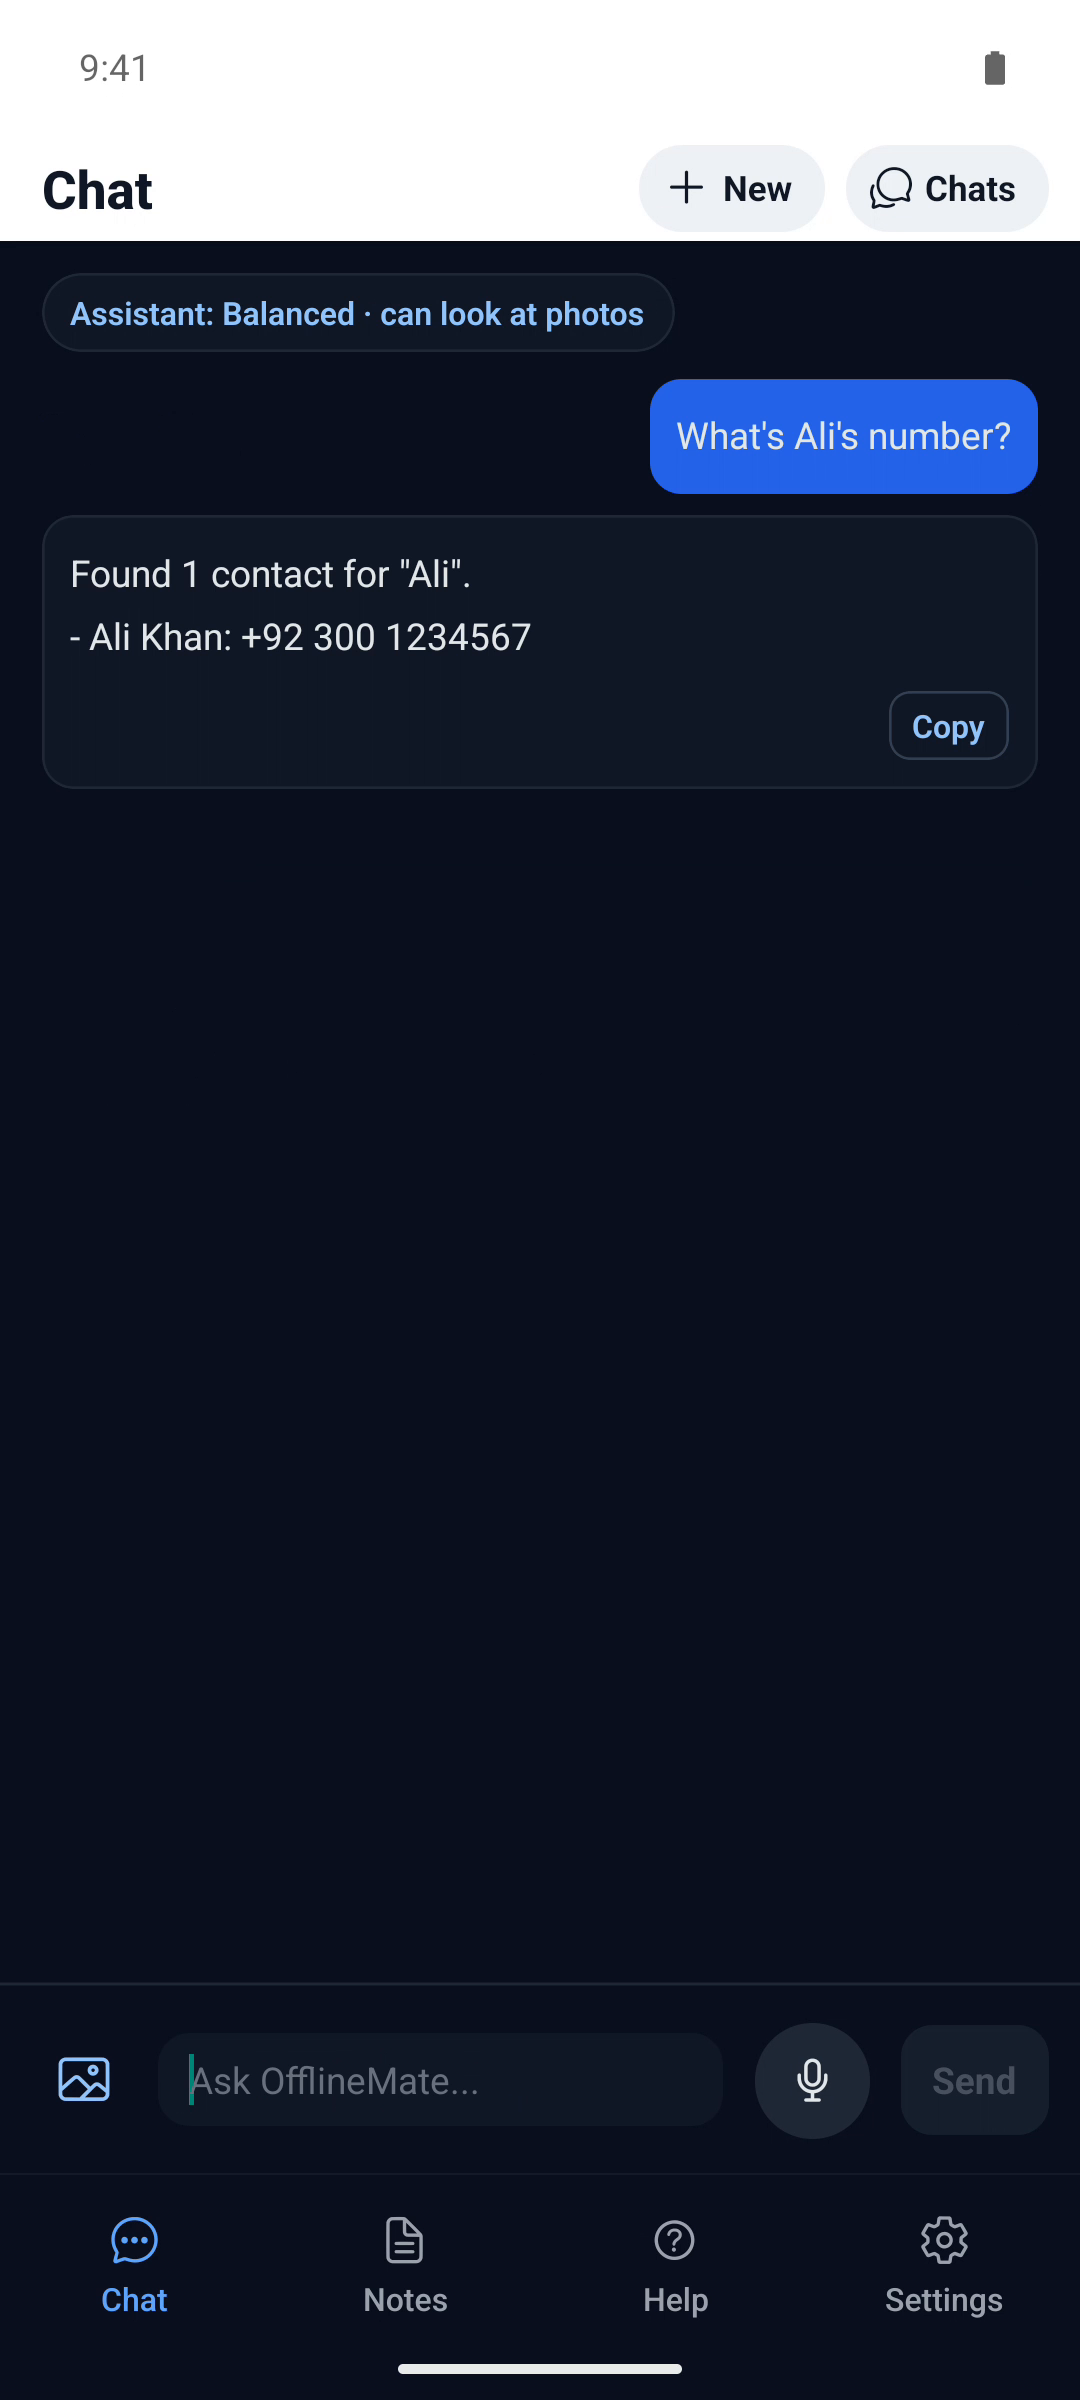 9:41
Chat
New
Chats
Assistant: Balanced · can look at photos
What's Ali's number?
Found 1 contact for "Ali".
- Ali Khan: +92 300 1234567
Copy
Ask OfflineMate...
Send
Chat
Notes
Help
Settings